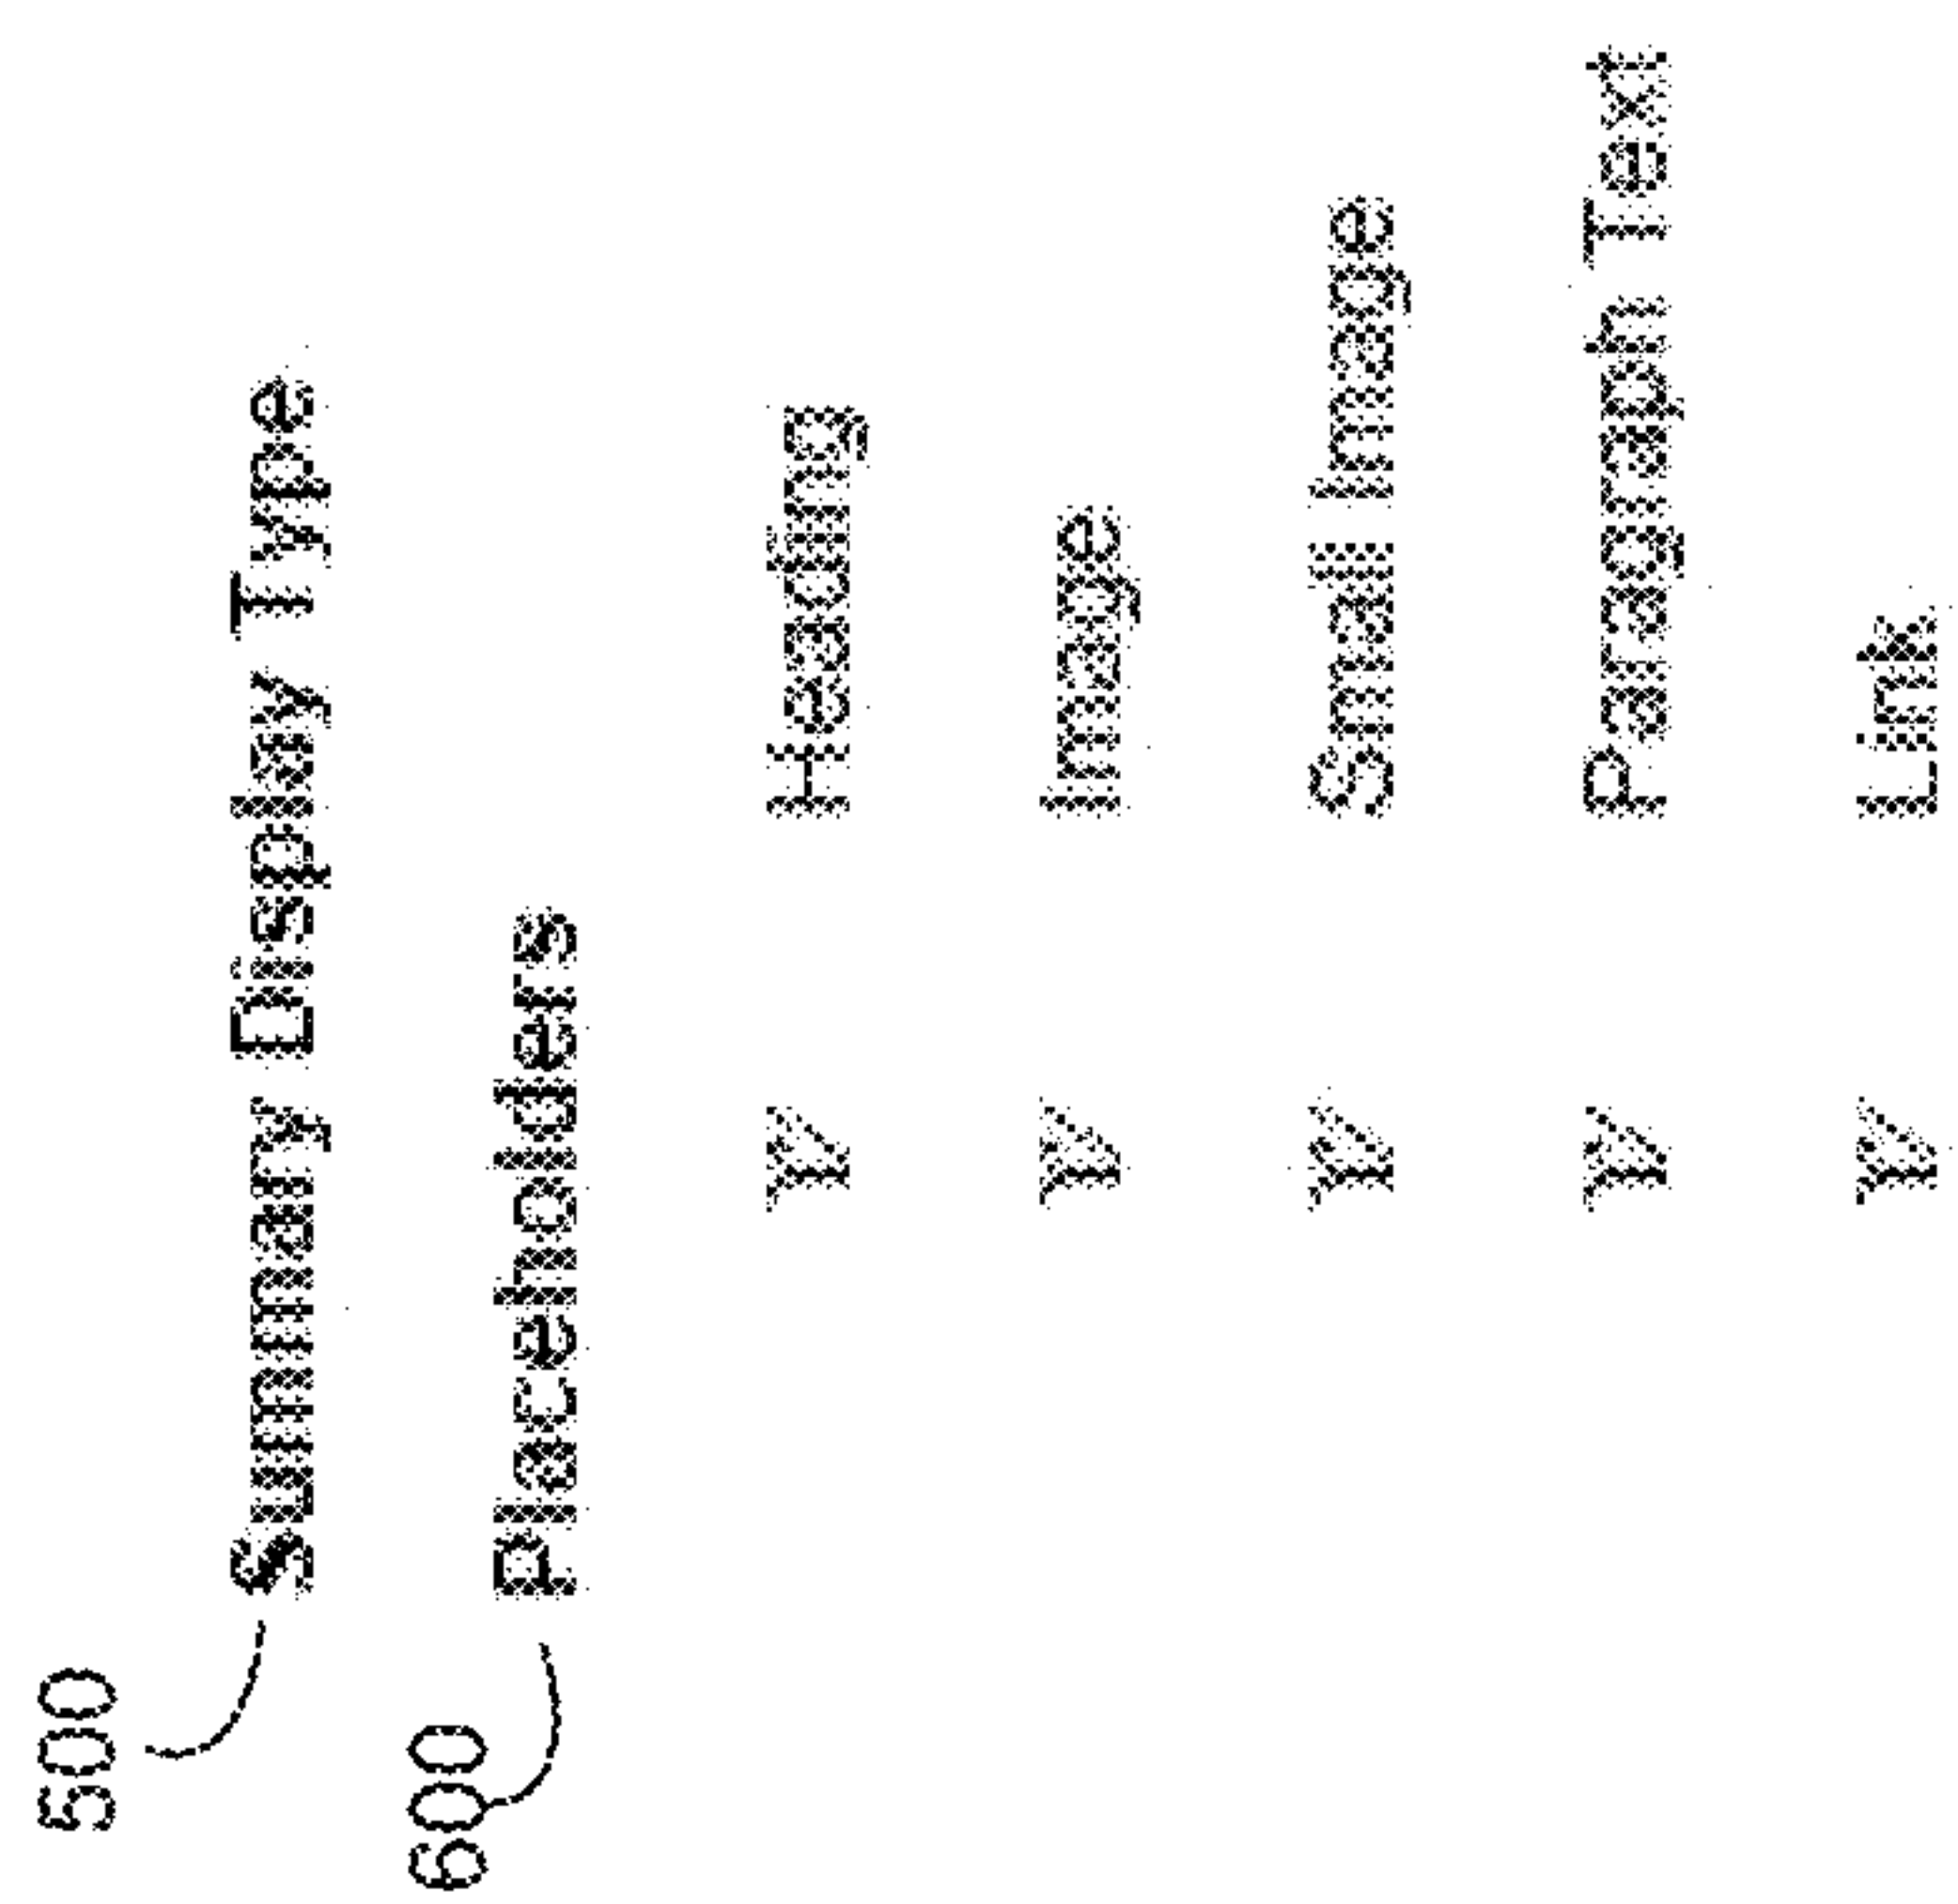 500
Summary Display Type
600
Placeholders
Y Heading
Y Image
Y Small Image
Y Paragraph Text
Y Link